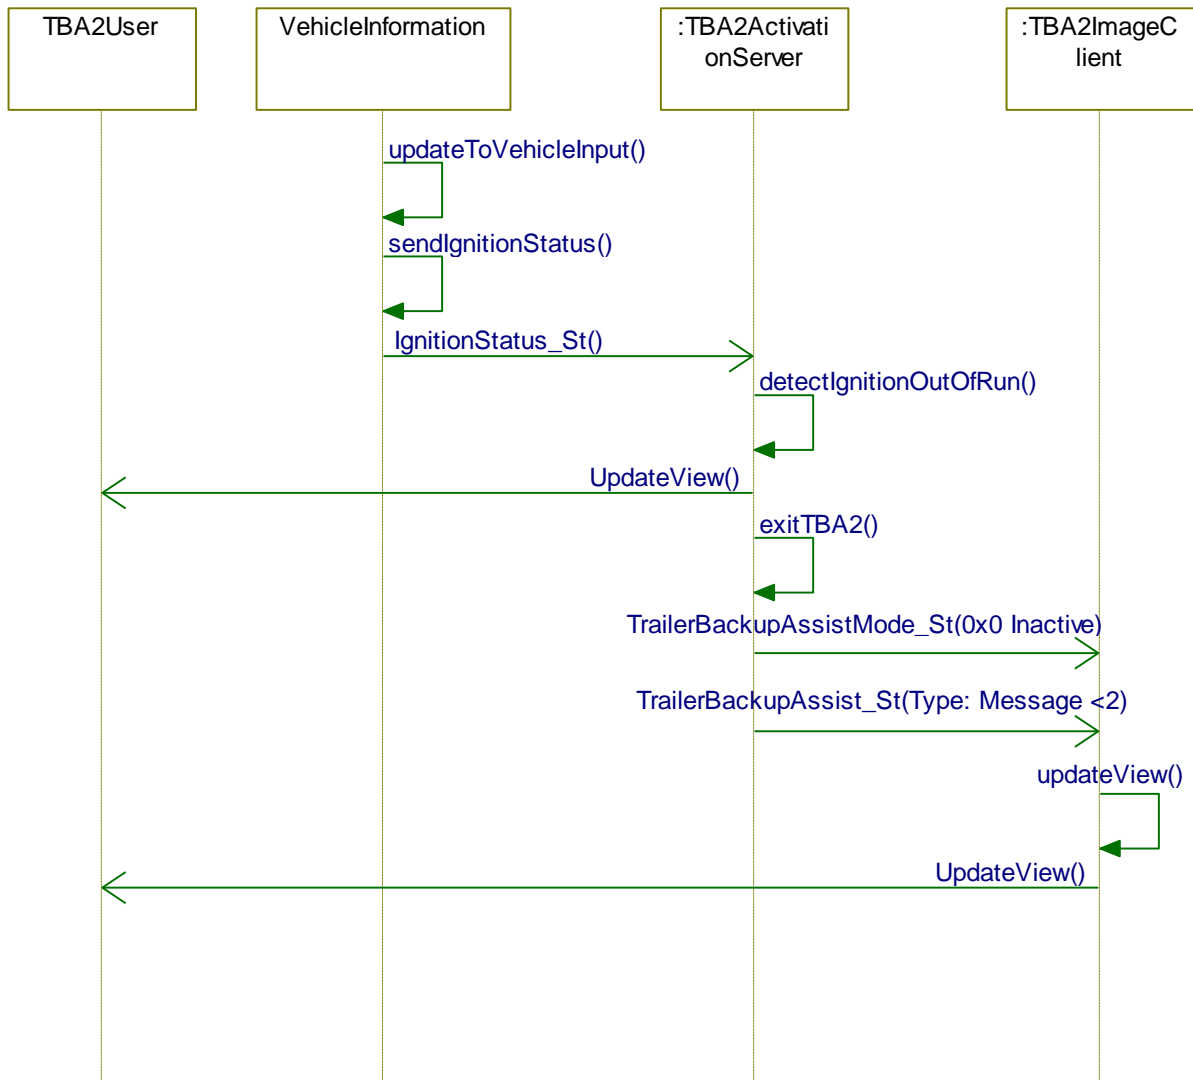 TBA2User
VehicleInformation
:TBA2Activati
onServer
:TBA2ImageC
lient
updateToVehicleInput()
sendIgnitionStatus()
IgnitionStatus_St()
detectIgnitionOutOfRun()
UpdateView()
exitTBA2()
TrailerBackupAssistMode_St(0x0 Inactive)
TrailerBackupAssist_St(Type: Message <2)
updateView()
UpdateView()